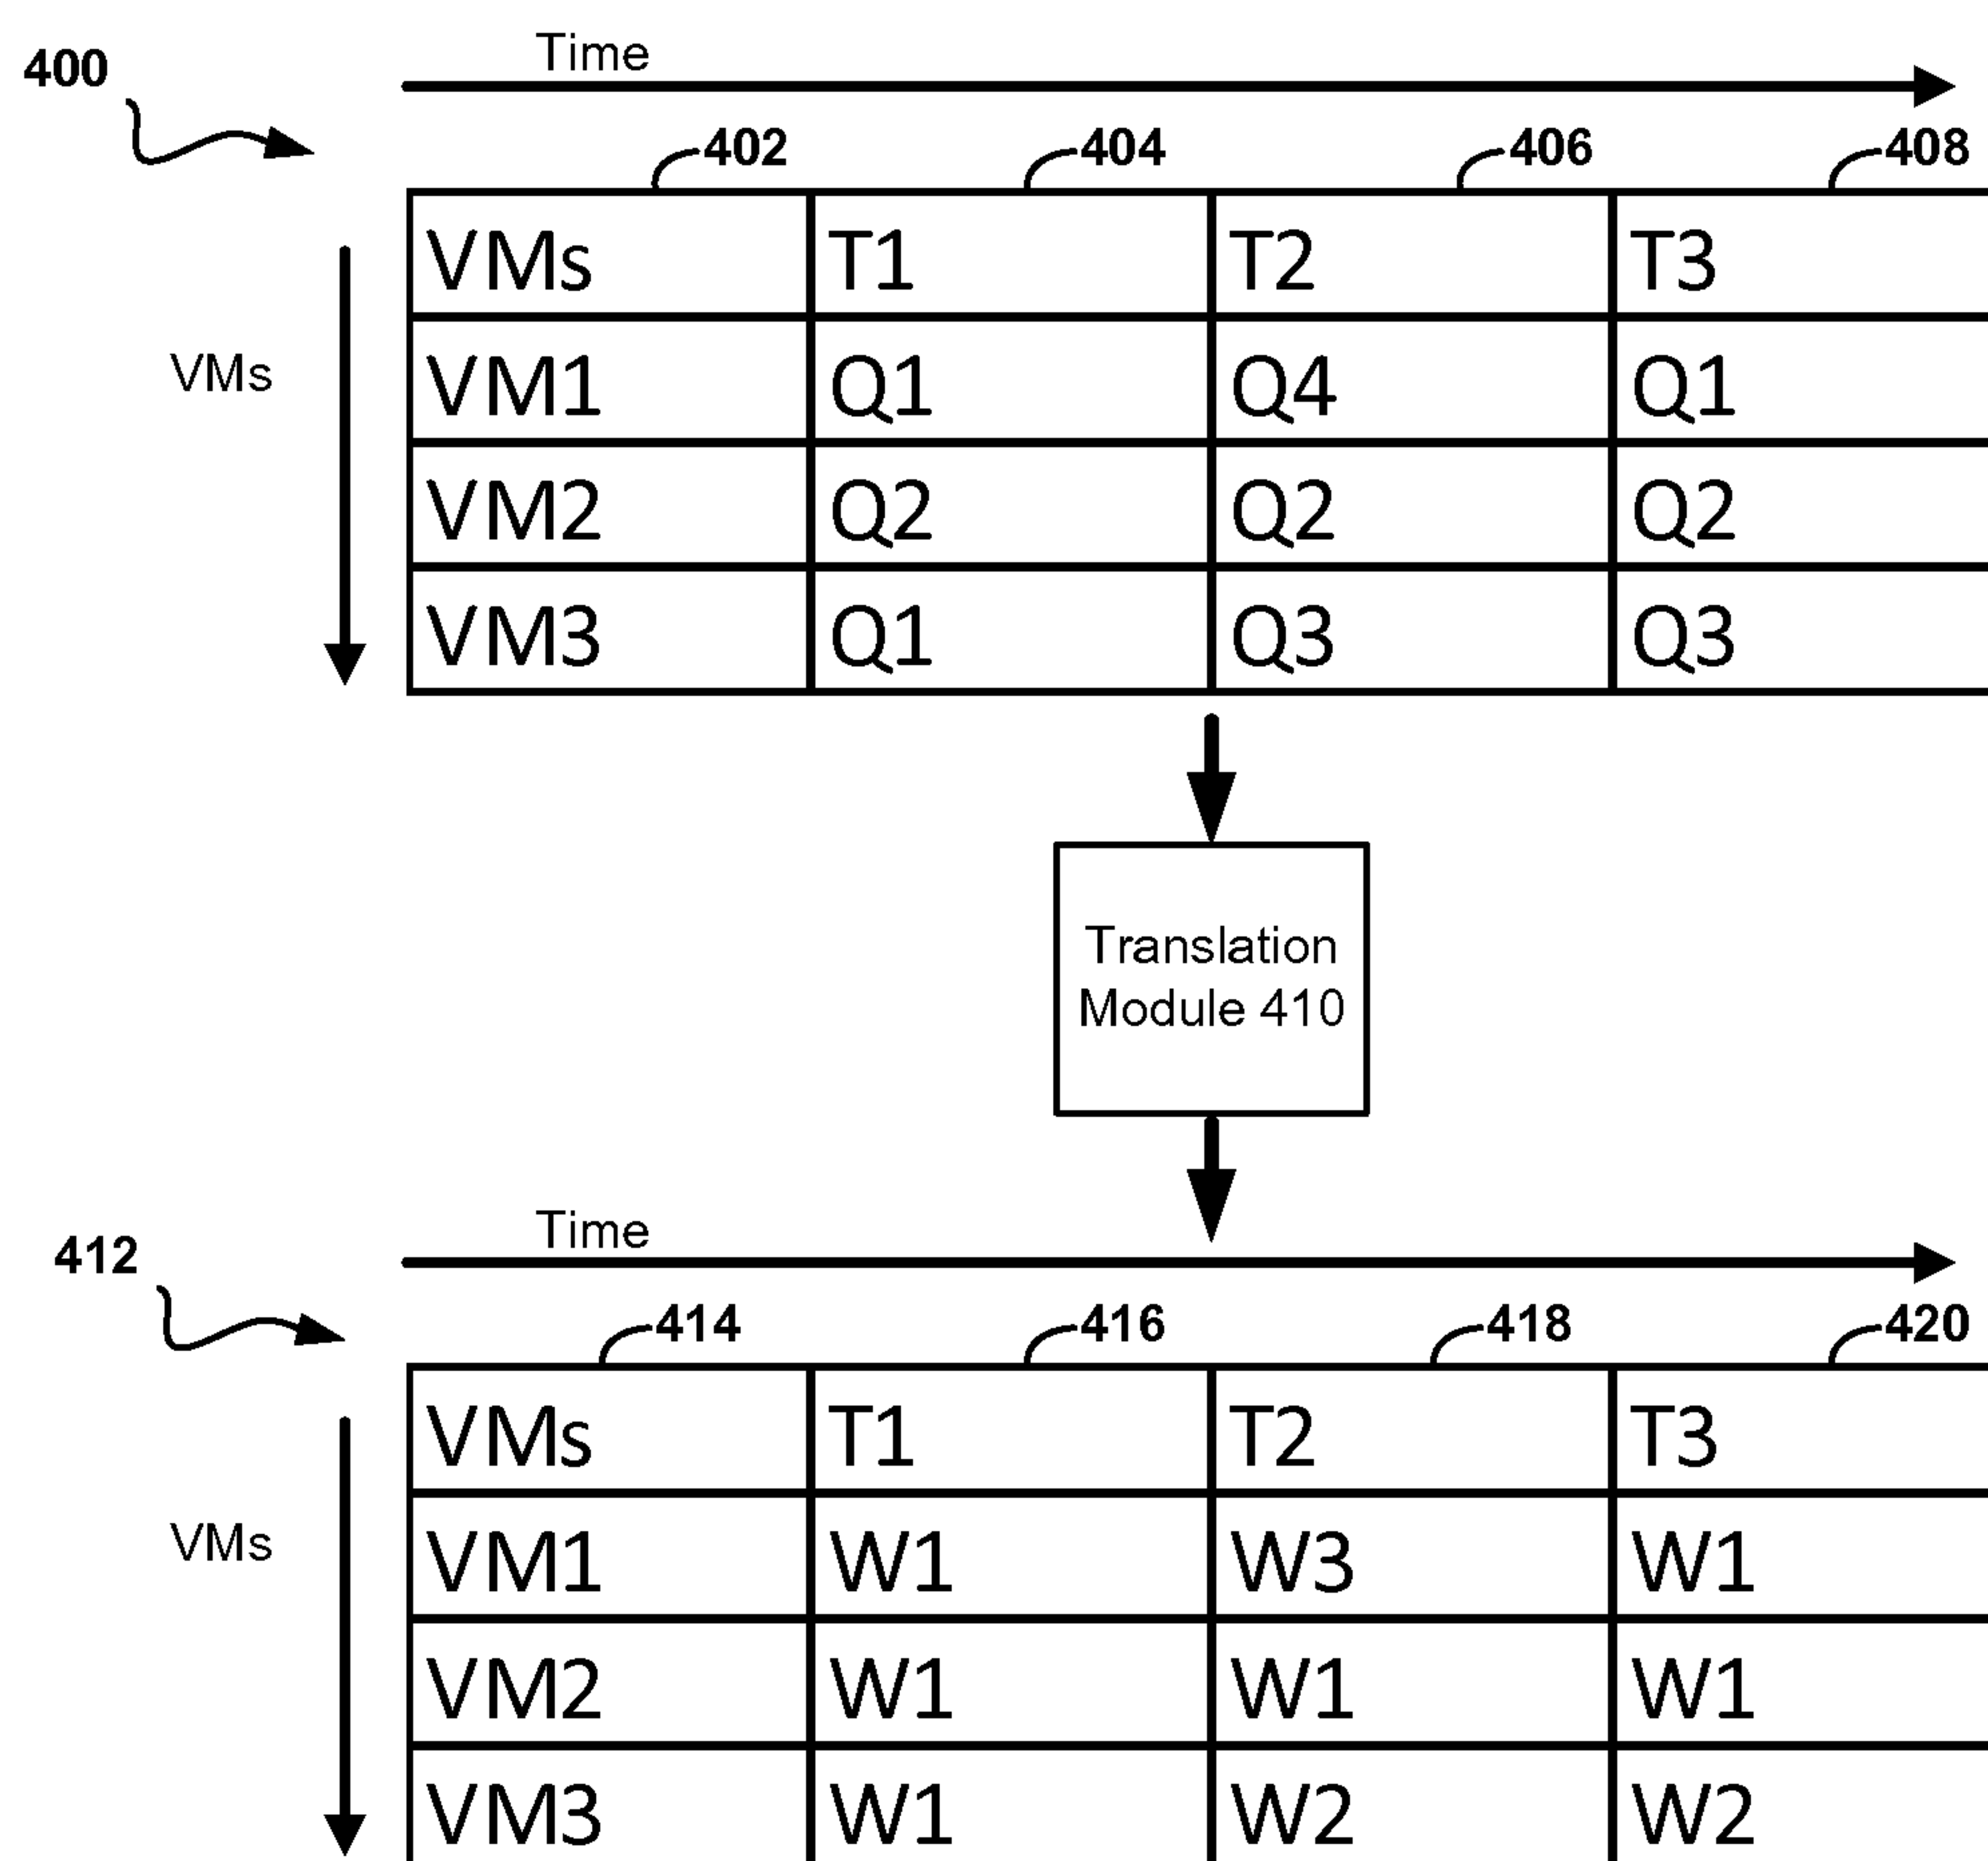 Time
400
402 404 406 408
VMs T1 T2 T3
VMs
VM1 Q1 Q4 Q1
VM2 Q2 Q2 Q2
VM3 Q1 Q3 Q3
Translation
Module 410
Time
412
414 416 418 420
VMs T1 T2 T3
VMs
VM1 W1 W3 W1
VM2 W1 W1 W1
VM3 W1 W2 W2